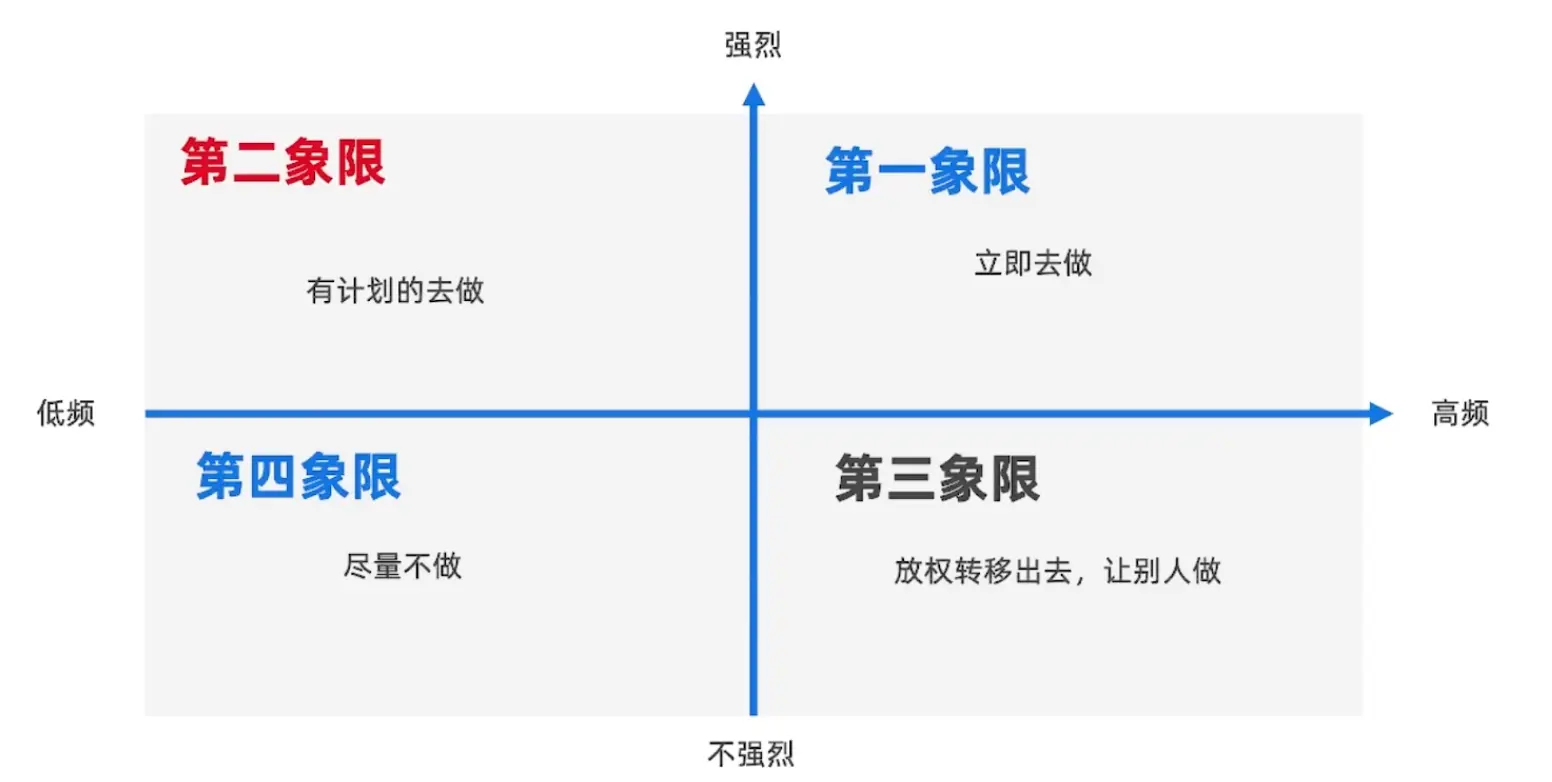 强烈
第二象限
第一象限
有计划的去做
立即去做
低频
高频
第四象限
第三象限
尽量不做
放权转移出去，让别人做
不强烈